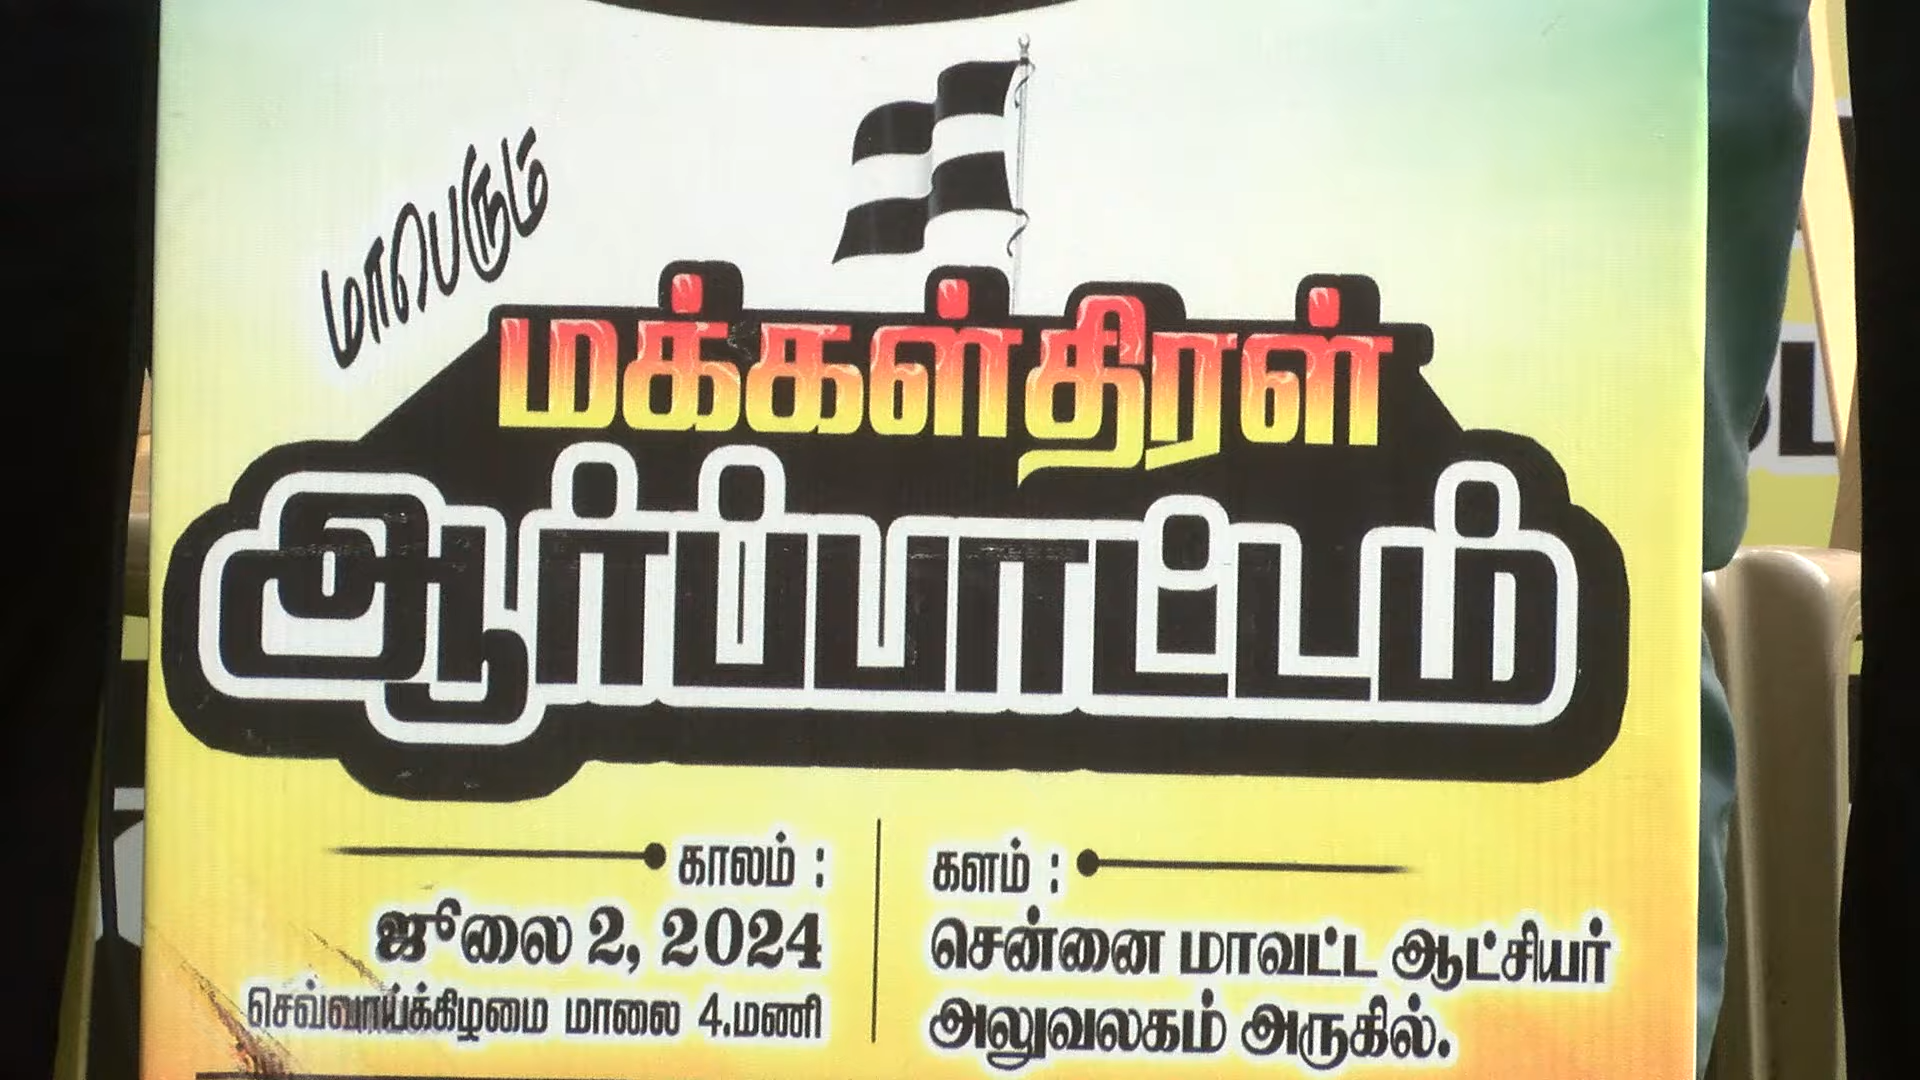 மாபெரும்
மக்கள்திரள்
ஆர்ப்பாட்டம்
காலம் :
ஜூலை 2, 2024
செவ்வாய்க்கிழமை மாலை 4.மணி
களம் :
சென்னை மாவட்ட ஆட்சியர்
அலுவலகம் அருகில்.